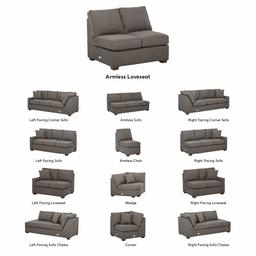 Armless Loveseat
Left Facing Corner Sofa
Armless Sofa
Right Facing Corner Sofa
Left Facing Sofa
Armless Chair
Right Facing Sofa
Left Facing Loveseat
Wedge
Right Facing Loveseat
Left Facing Sofa Chaise
Corner
Right Facing Sofa Chaise